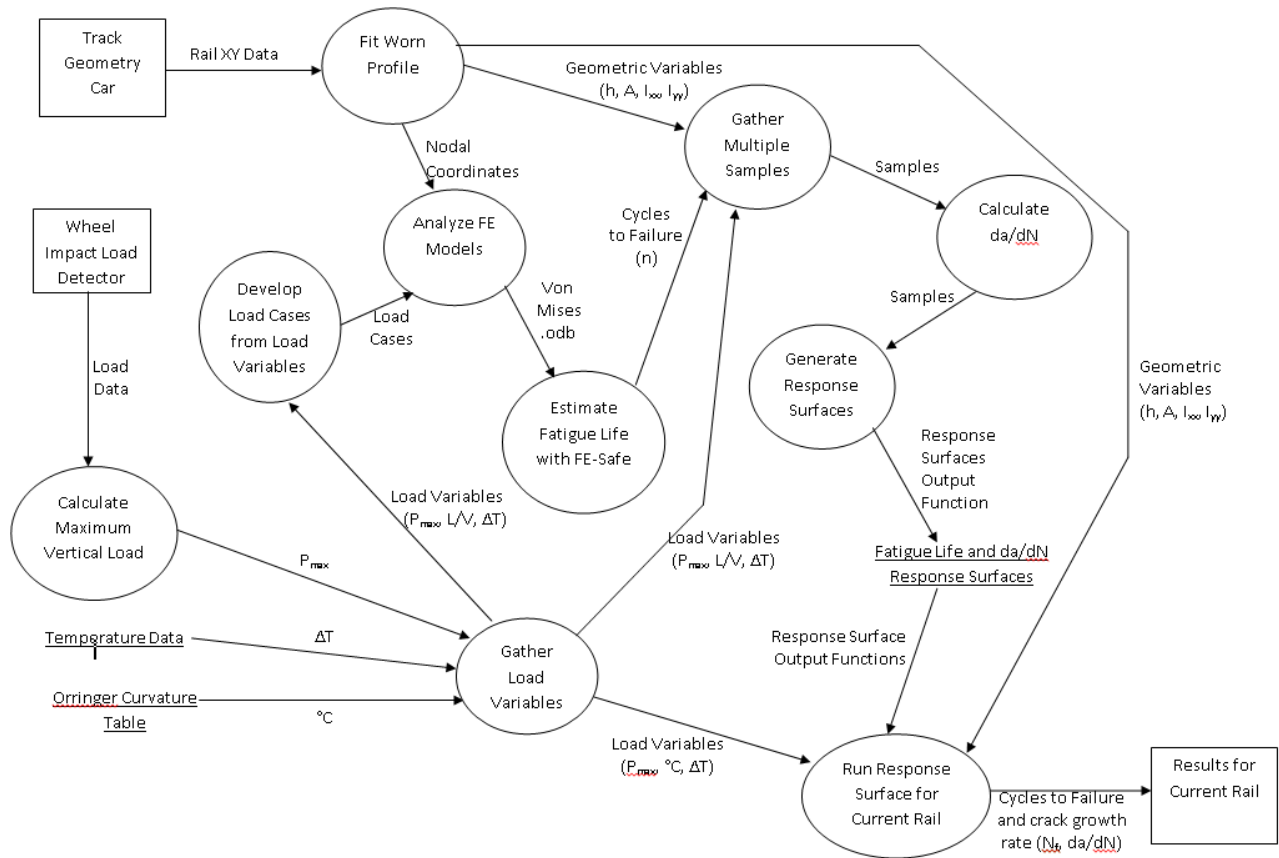 Track
Geometry
Car
Rail XY Data
Fit Worn
Profile
Geometric Variables
(h, A, Iₓₓ, Iᵧᵧ)
Gather
Multiple
Samples
Samples
Calculate
da/dN
Nodal
Coordinates
Analyze FE
Models
Cycles
to Failure
(n)
Wheel
Impact Load
Detector
Develop
Load Cases
from Load
Variables
Load
Cases
Von
Mises
.odb
Samples
Generate
Response
Surfaces
Load
Data
Estimate
Fatigue Life
with FE-Safe
Geometric
Variables
(h, A, Iₓₓ, Iᵧᵧ)
Response
Surfaces
Output
Function
Calculate
Maximum
Vertical Load
Load Variables
(Pₘₐₓ, L/V, ΔT)
Load Variables
(Pₘₐₓ, L/V, ΔT)
Fatigue Life and da/dN
Response Surfaces
Pₘₐₓ
Temperature Data
ΔT
Gather
Load
Variables
Response Surface
Output Functions
Orringer Curvature
Table
°C
Load Variables
(Pₘₐₓ, °C, ΔT)
Run Response
Surface for
Current Rail
Cycles to Failure
and crack growth
rate (Nf, da/dN)
Results for
Current Rail